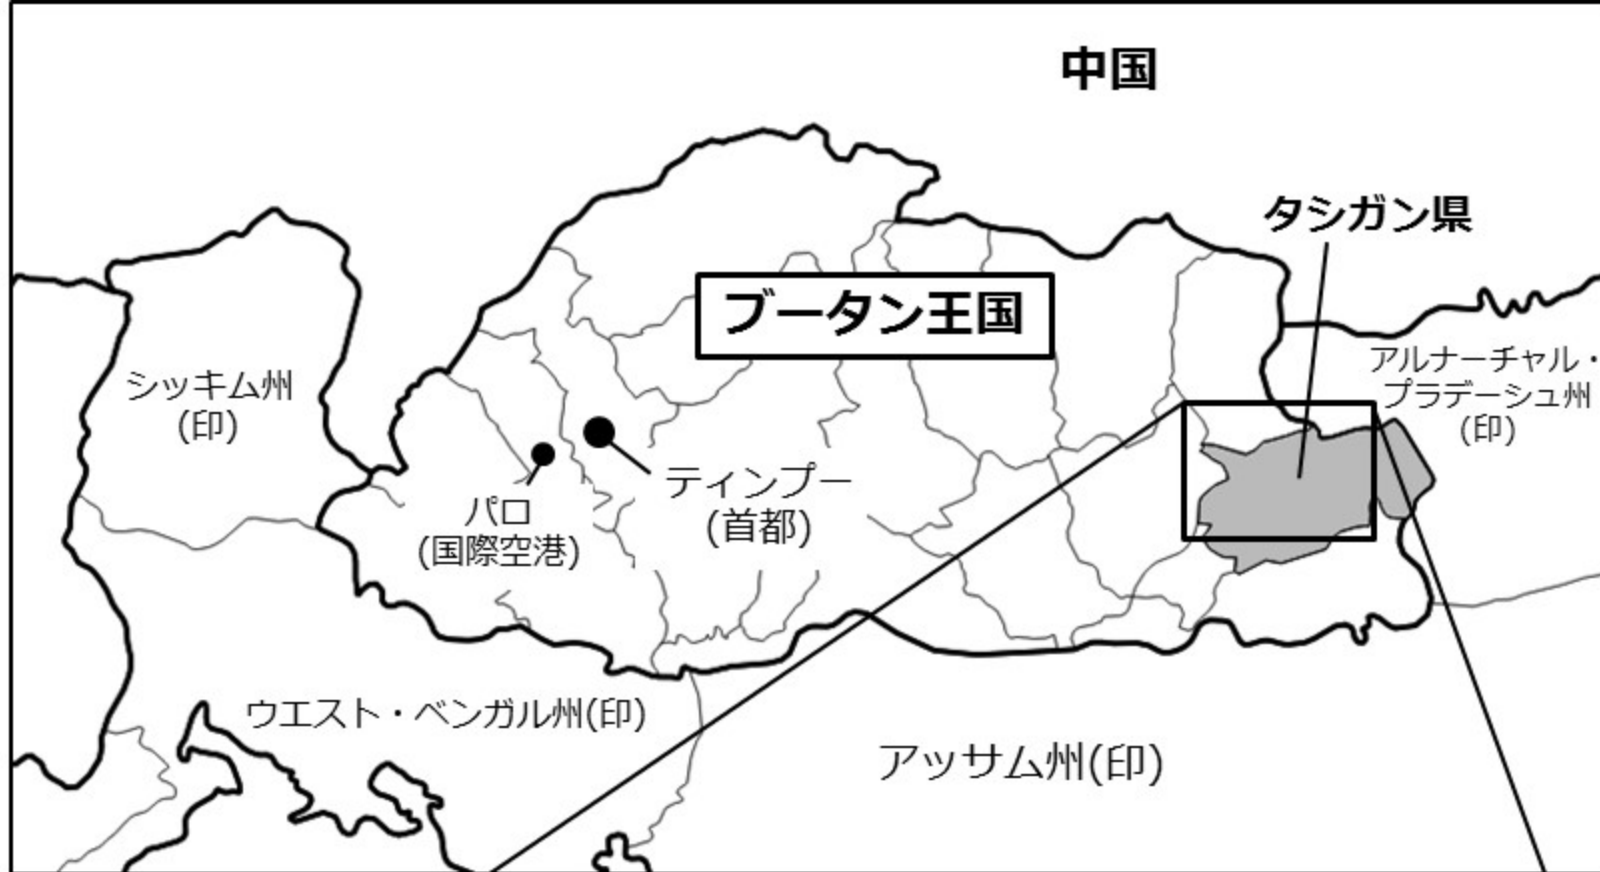 中国
タシガン県
ブータン王国
アルナーチャル・
プラデーシュ州
(印)
シッキム州
(印)
ティンプー
(首都)
パロ
(国際空港)
ウエスト・ベンガル州(印)
アッサム州(印)